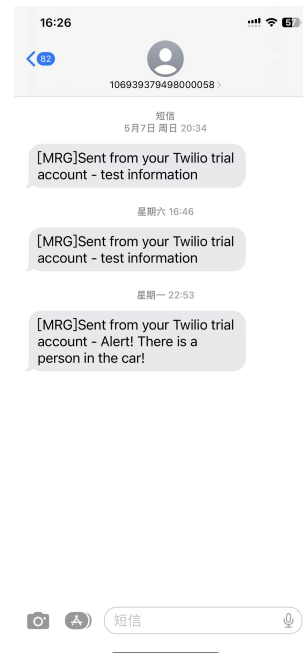 16:26
57
82
106939379498000058
短信
5月7日 周日 20:34
[MRG]Sent from your Twilio trial
account - test information
星期六 16:46
[MRG]Sent from your Twilio trial
account - test information
星期一 22:53
[MRG]Sent from your Twilio trial
account - Alert! There is a
person in the car!
短信